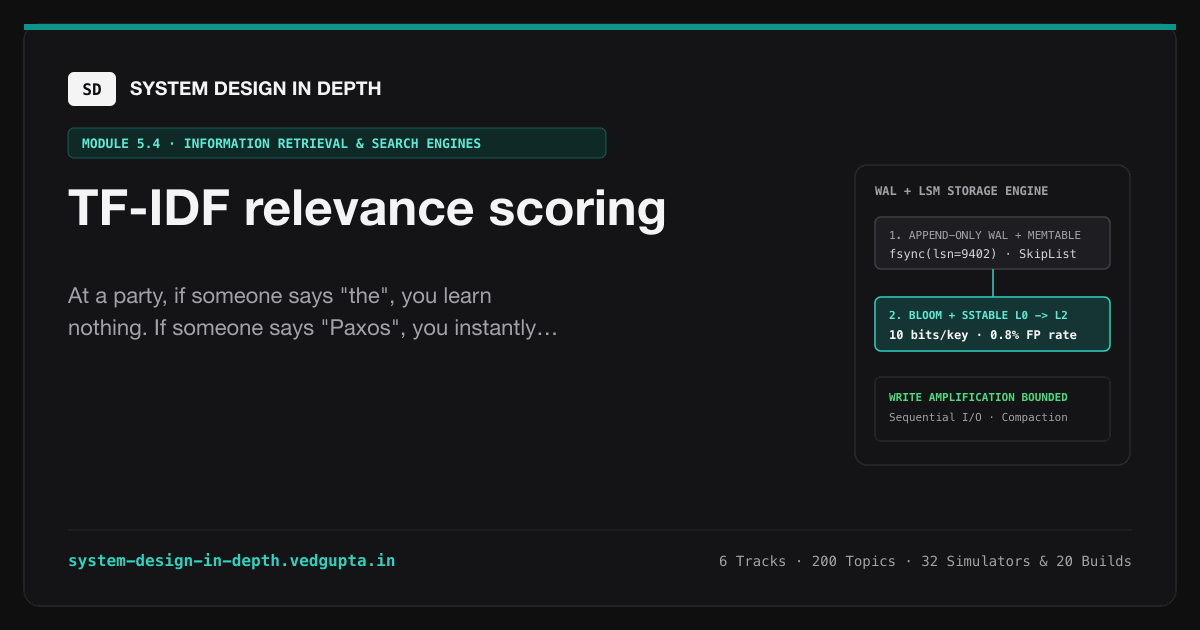 SD SYSTEM DESIGN IN DEPTH
MODULE 5.4 · INFORMATION RETRIEVAL & SEARCH ENGINES
TF-IDF relevance scoring
At a party, if someone says "the", you learn
nothing. If someone says "Paxos", you instantly…
WAL + LSM STORAGE ENGINE
1. APPEND-ONLY WAL + MEMTABLE
fsync(lsn=9402) · SkipList
2. BLOOM + SSTABLE L0 -> L2
10 bits/key · 0.8% FP rate
WRITE AMPLIFICATION BOUNDED
Sequential I/O · Compaction
system-design-in-depth.vedgupta.in
6 Tracks · 200 Topics · 32 Simulators & 20 Builds